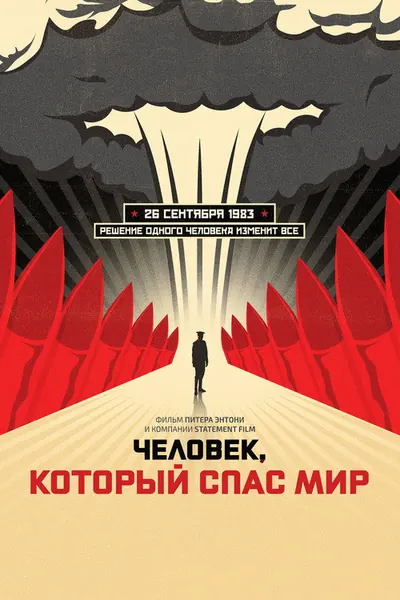 26 СЕНТЯБРЯ 1983
РЕШЕНИЕ ОДНОГО ЧЕЛОВЕКА ИЗМЕНИТ ВСЕ
ФИЛЬМ ПИТЕРА ЭНТОНИ
И КОМПАНИИ STATEMENT FILM
ЧЕЛОВЕК,
КОТОРЫЙ СПАС МИР